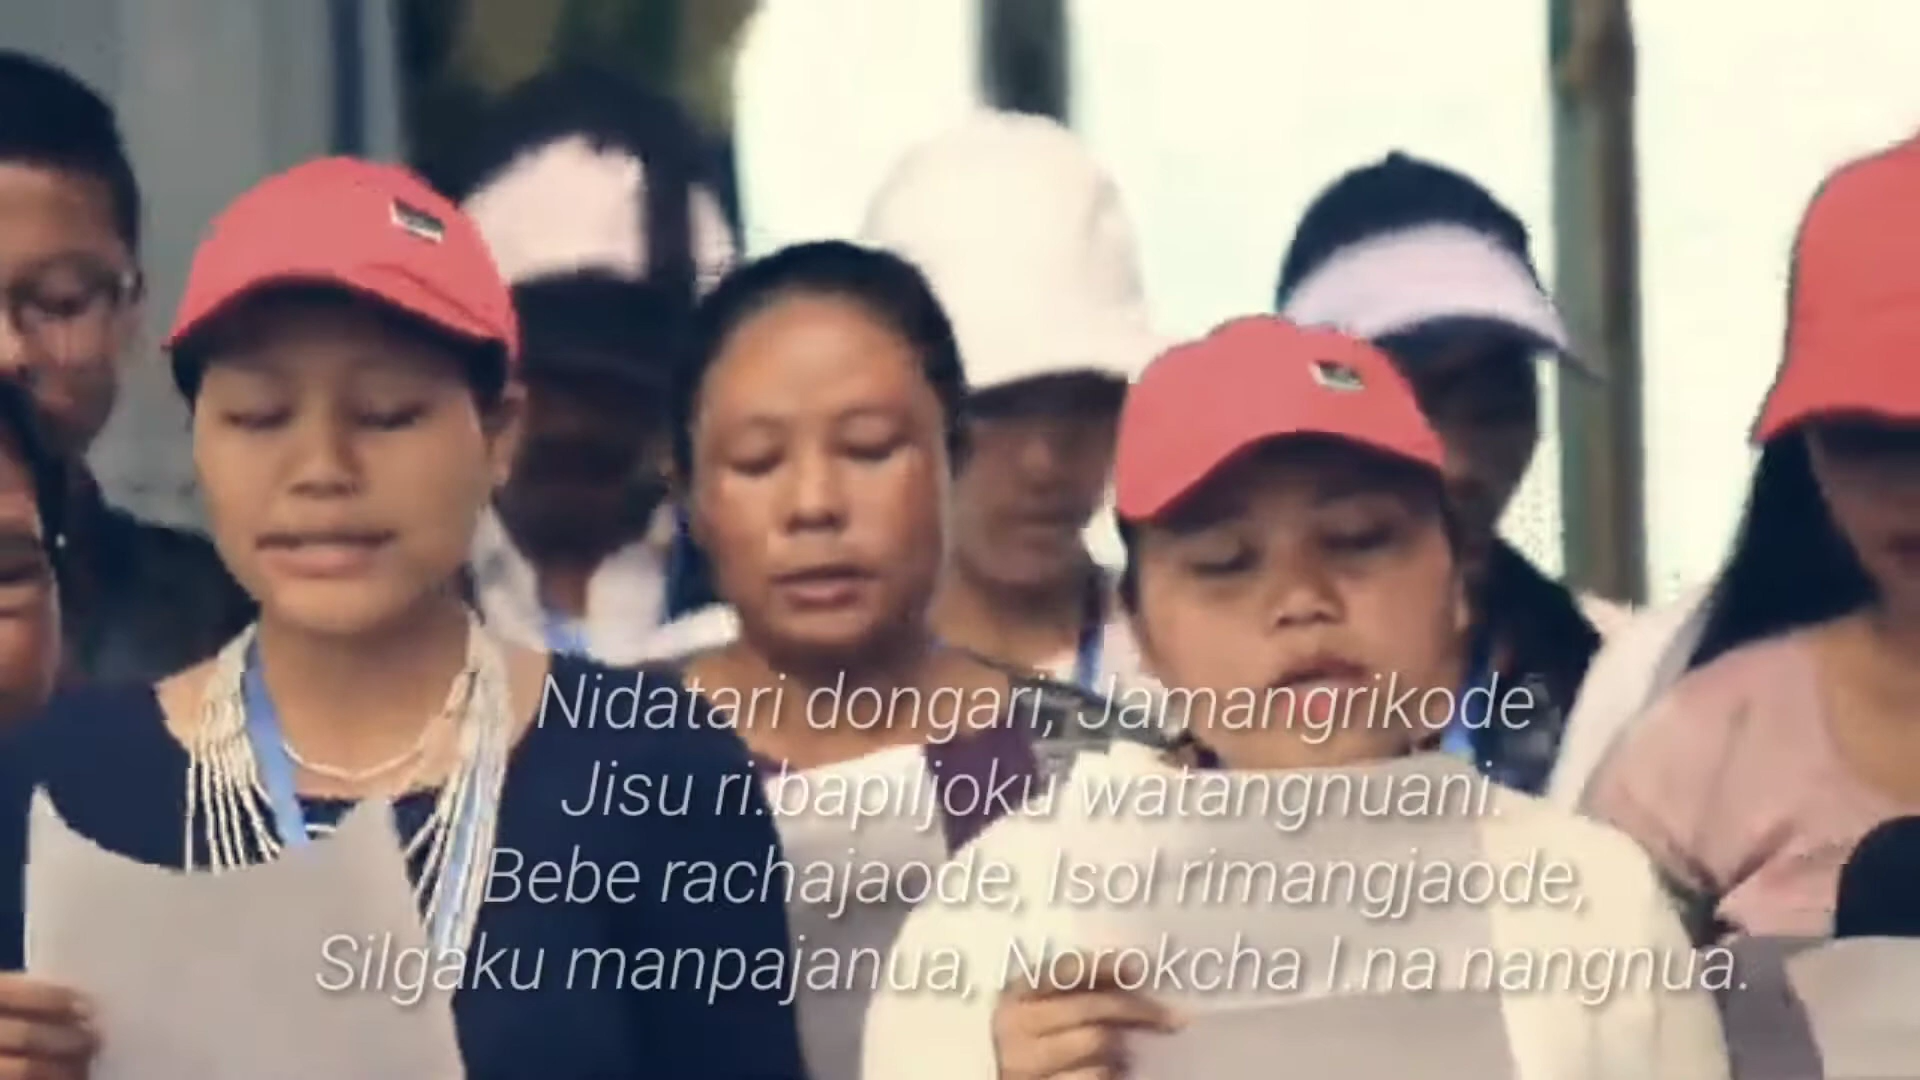 Nidatari dongari, Jamangrikode
Jisu ri.bapiljoku watangnuani.
Bebe rachajaode, Isol rimangjaode,
Silgaku manpajanua, Norokcha I.na nangnua.